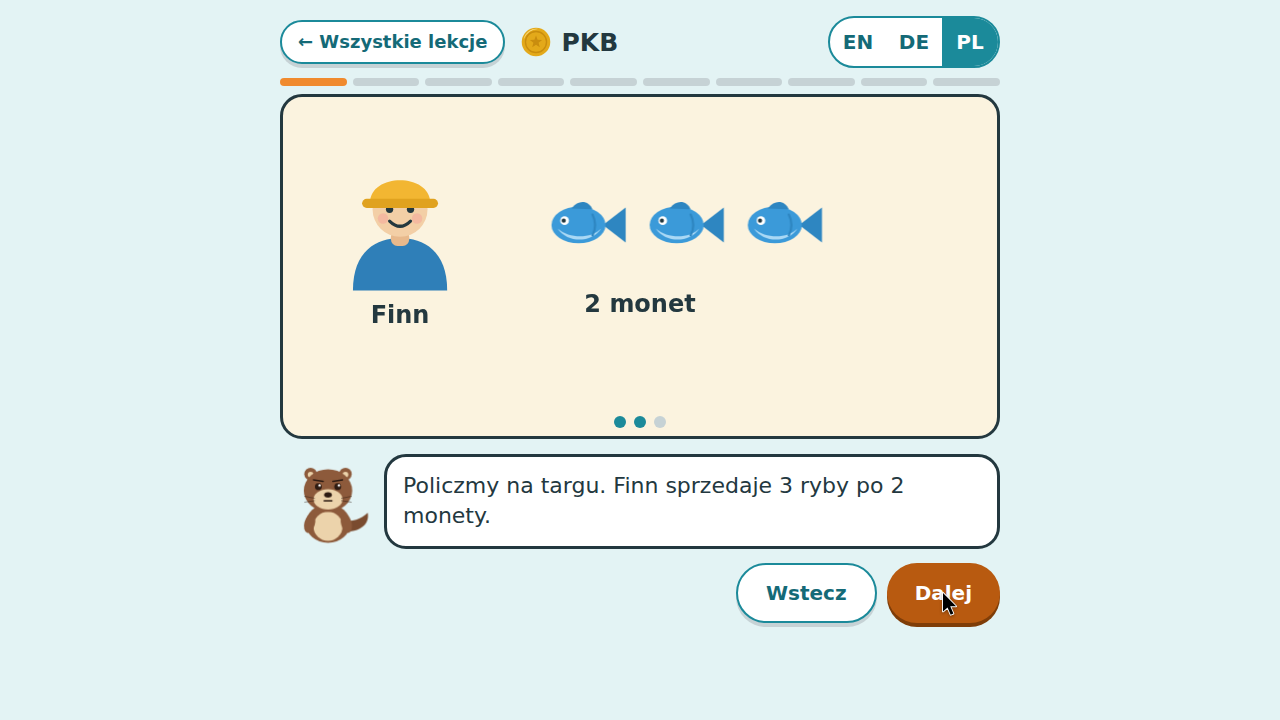 ← Wszystkie lekcje
PKB
EN DE PL
Finn
2 monet
Policzmy na targu. Finn sprzedaje 3 ryby po 2
monety.
Wstecz
Dalej